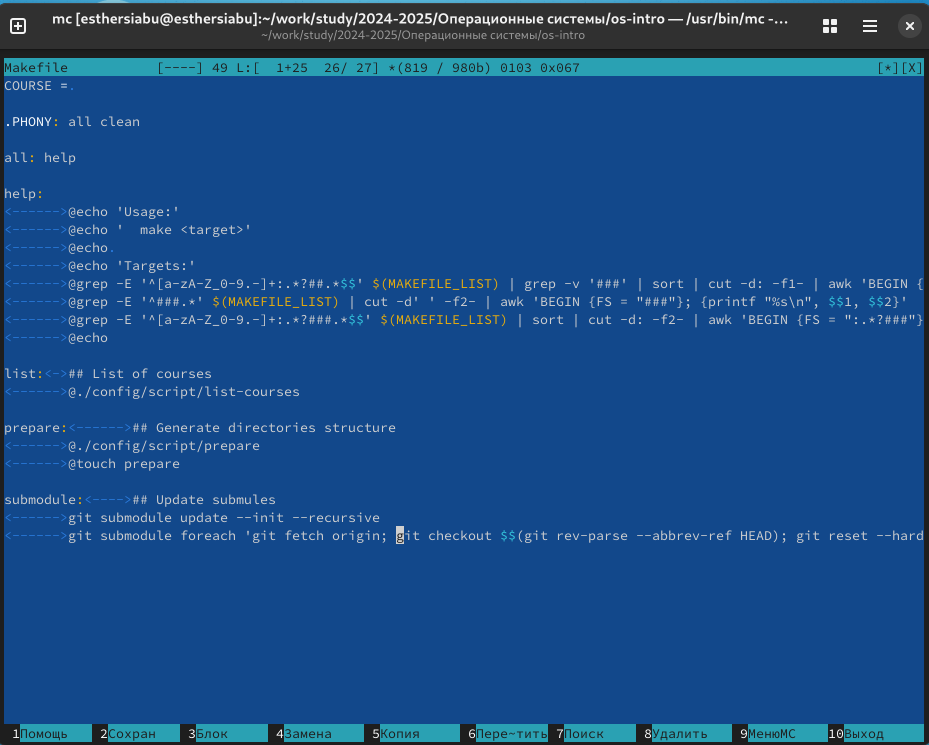 mc [esthersiabu@esthersiabu]:~/work/study/2024-2025/Операционные системы/os-intro — /usr/bin/mc -...
~/work/study/2024-2025/Операционные системы/os-intro
Makefile [----] 49 L:[ 1+25 26/ 27] *(819 / 980b) 0103 0x067 [*][X]
COURSE =.
.PHONY: all clean
all: help
help:
<------>@echo 'Usage:'
<------>@echo '  make <target>'
<------>@echo.
<------>@echo 'Targets:'
<------>@grep -E '^[a-zA-Z_0-9.-]+:.*?##.*$$' $(MAKEFILE_LIST) | grep -v '###' | sort | cut -d: -f1- | awk 'BEGIN {
<------>@grep -E '^###.*' $(MAKEFILE_LIST) | cut -d' ' -f2- | awk 'BEGIN {FS = "###"}; {printf "%s\n", $$1, $$2}'
<------>@grep -E '^[a-zA-Z_0-9.-]+:.*?###.*$$' $(MAKEFILE_LIST) | sort | cut -d: -f2- | awk 'BEGIN {FS = ":.*?###"}
<------>@echo
list:<->## List of courses
<------>@./config/script/list-courses
prepare:<------>## Generate directories structure
<------>@./config/script/prepare
<------>@touch prepare
submodule:<---->## Update submules
<------>git submodule update --init --recursive
<------>git submodule foreach 'git fetch origin; git checkout $$(git rev-parse --abbrev-ref HEAD); git reset --hard
1Помощь 2Сохран 3Блок 4Замена 5Копия 6Пере~тить 7Поиск 8Удалить 9МенюMC 10Выход